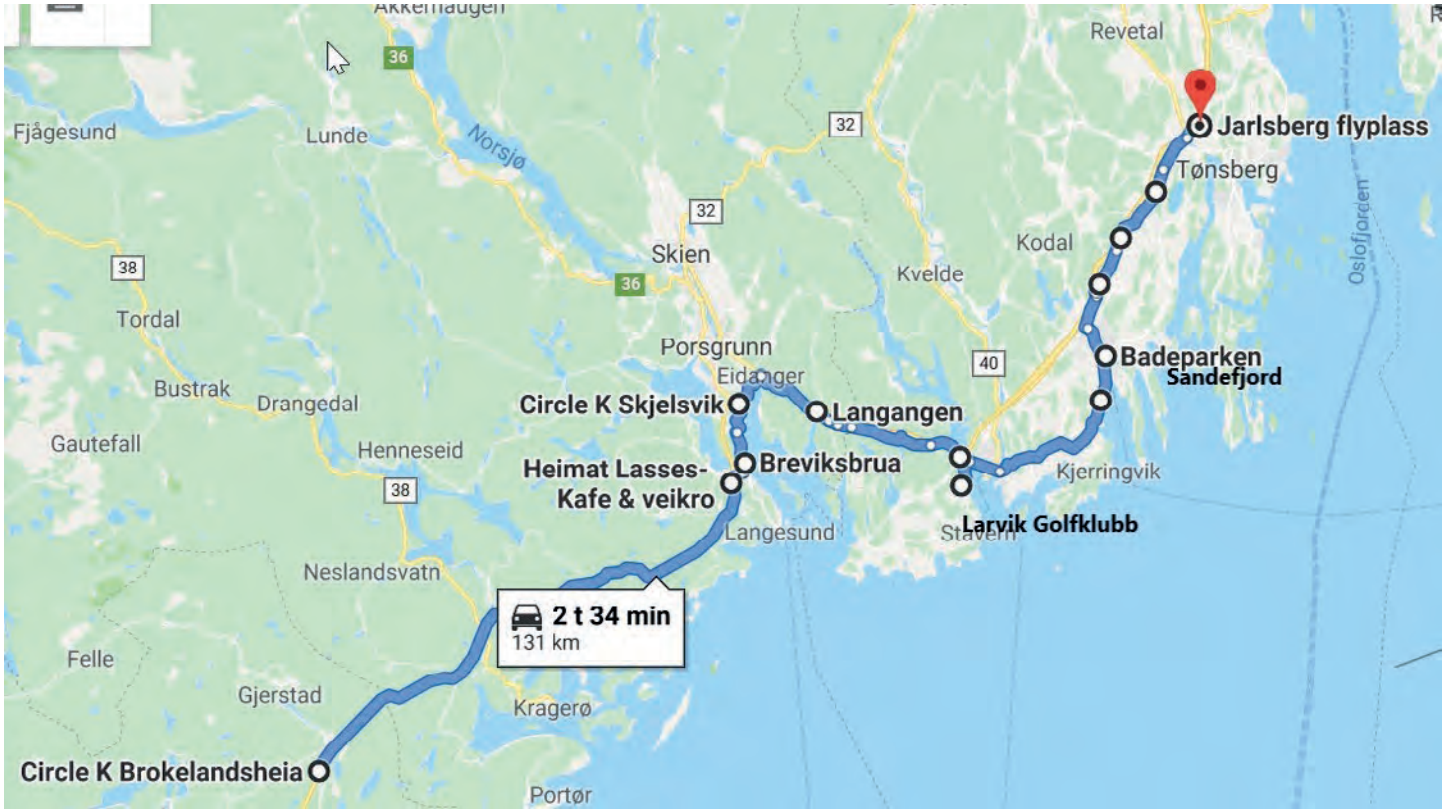 Akkerhaugen
Revetal
36
Fjågesund
Lunde
Norsjø
32
Jarlsberg flyplass
Tønsberg
32
Oslofjorden
Skien
Kodal
38
36
Kvelde
Tordal
Porsgrunn
Eidanger
40
Badeparken
Sandefjord
Bustrak
Drangedal
Circle K Skjelsvik
Langangen
Gautefall
Henneseid
Heimat Lasses-
Kafe & veikro
Breviksbrua
Kjerringvik
38
Langesund
Stavern
Larvik Golfklubb
Neslandsvatn
2 t 34 min
131 km
Felle
Gjerstad
Kragerø
Circle K Brokelandsheia
Portør